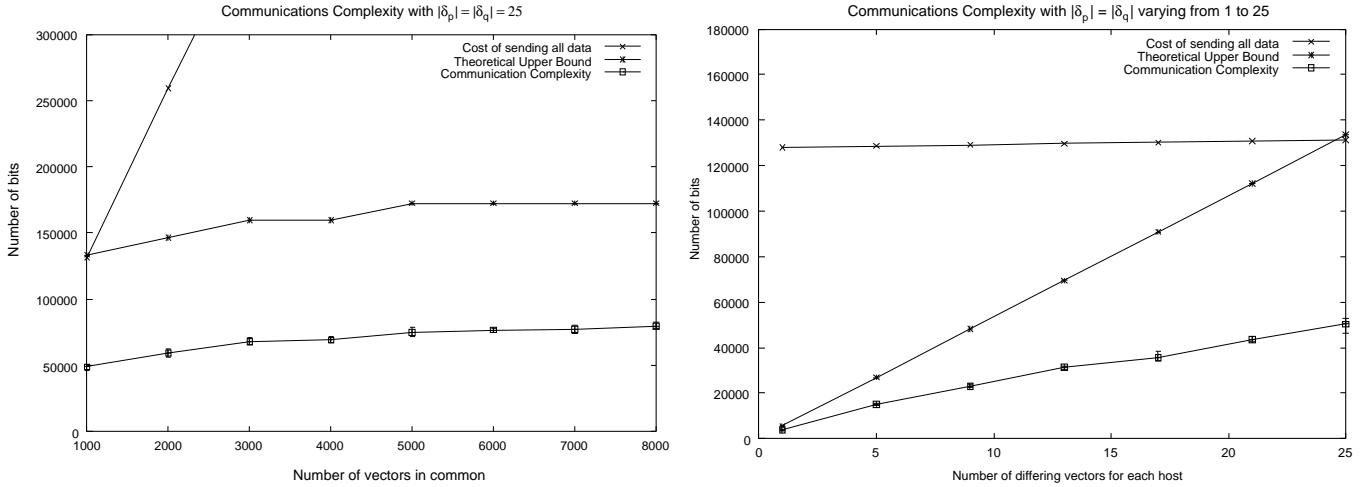 Communications Complexity with |δp| = |δq| = 25
300000
250000
200000
150000
100000
50000
0
Number of bits
Cost of sending all data
Theoretical Upper Bound
Communication Complexity
1000 2000 3000 4000 5000 6000 7000 8000
Number of vectors in common
Communications Complexity with |δp| = |δq| varying from 1 to 25
180000
160000
140000
120000
100000
80000
60000
40000
20000
0
Number of bits
Cost of sending all data
Theoretical Upper Bound
Communication Complexity
0 5 10 15 20 25
Number of differing vectors for each host